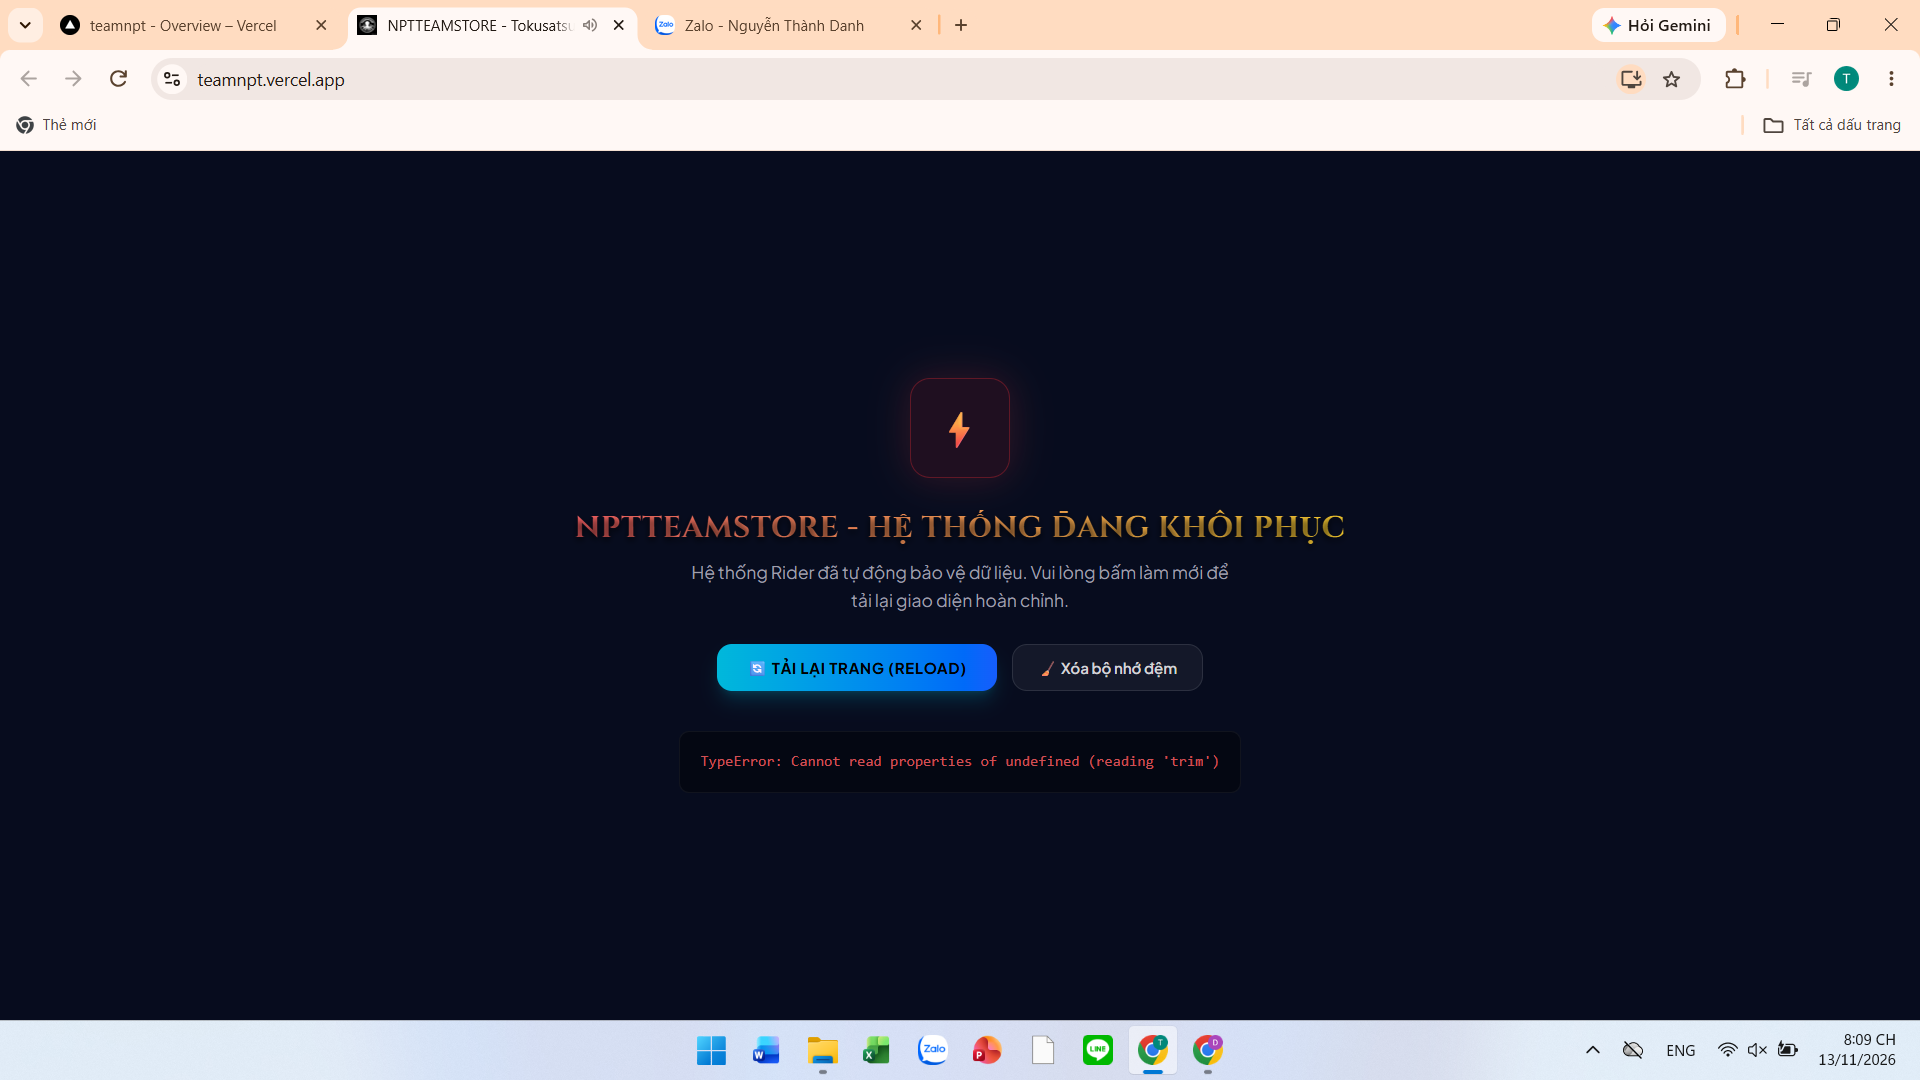 teamnpt - Overview – Vercel
NPTTEAMSTORE - Tokusatsu
Zalo - Nguyễn Thành Danh
Hỏi Gemini
teamnpt.vercel.app
T
Thẻ mới
Tất cả dấu trang
NPTTEAMSTORE - HỆ THỐNG ĐANG KHÔI PHỤC
Hệ thống Rider đã tự động bảo vệ dữ liệu. Vui lòng bấm làm mới để
tải lại giao diện hoàn chỉnh.
TẢI LẠI TRANG (RELOAD)
Xóa bộ nhớ đệm
TypeError: Cannot read properties of undefined (reading 'trim')
ENG
8:09 CH
13/11/2026